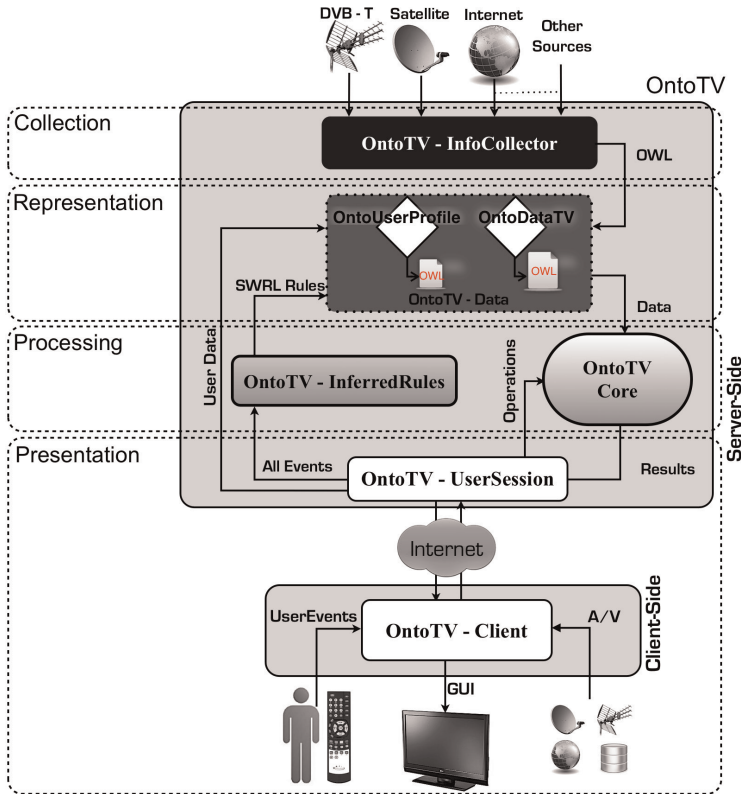 DVB - T
Satellite
Internet
Other
Sources
OntoTV
Collection
OntoTV - InfoCollector
OWL
Representation
OntoUserProfile
OntoDataTV
OWL
OWL
SWRL Rules
OntoTV - Data
Data
Processing
User Data
OntoTV - InferredRules
Operations
OntoTV
Core
Server-Side
Presentation
All Events
OntoTV - UserSession
Results
Internet
UserEvents
A/V
OntoTV - Client
Client-Side
GUI